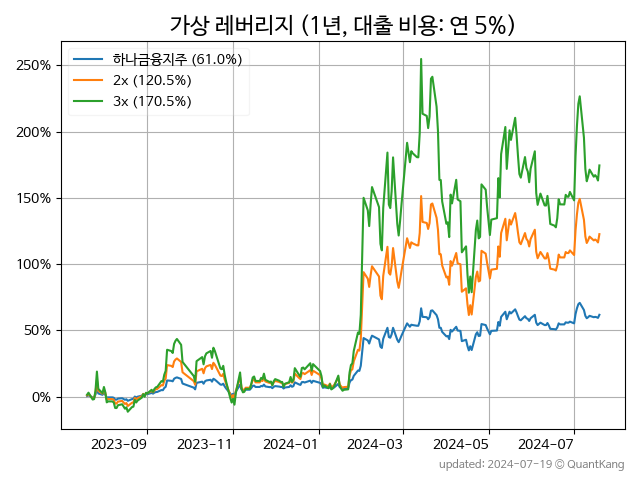 가상 레버리지 (1년, 대출 비용: 연 5%)
하나금융지주 (61.0%)
2x (120.5%)
3x (170.5%)
250%
200%
150%
100%
50%
0%
2023-09 2023-11 2024-01 2024-03 2024-05 2024-07
updated: 2024-07-19 © QuantKang